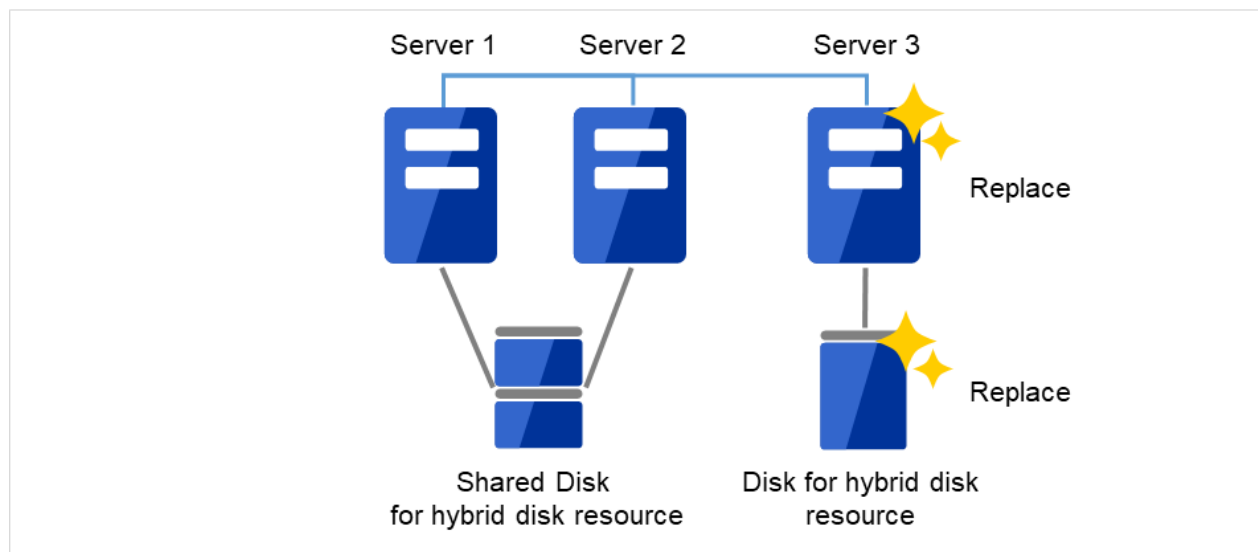 Server 1
Server 2
Server 3
Replace
Replace
Shared Disk
for hybrid disk resource
Disk for hybrid disk
resource